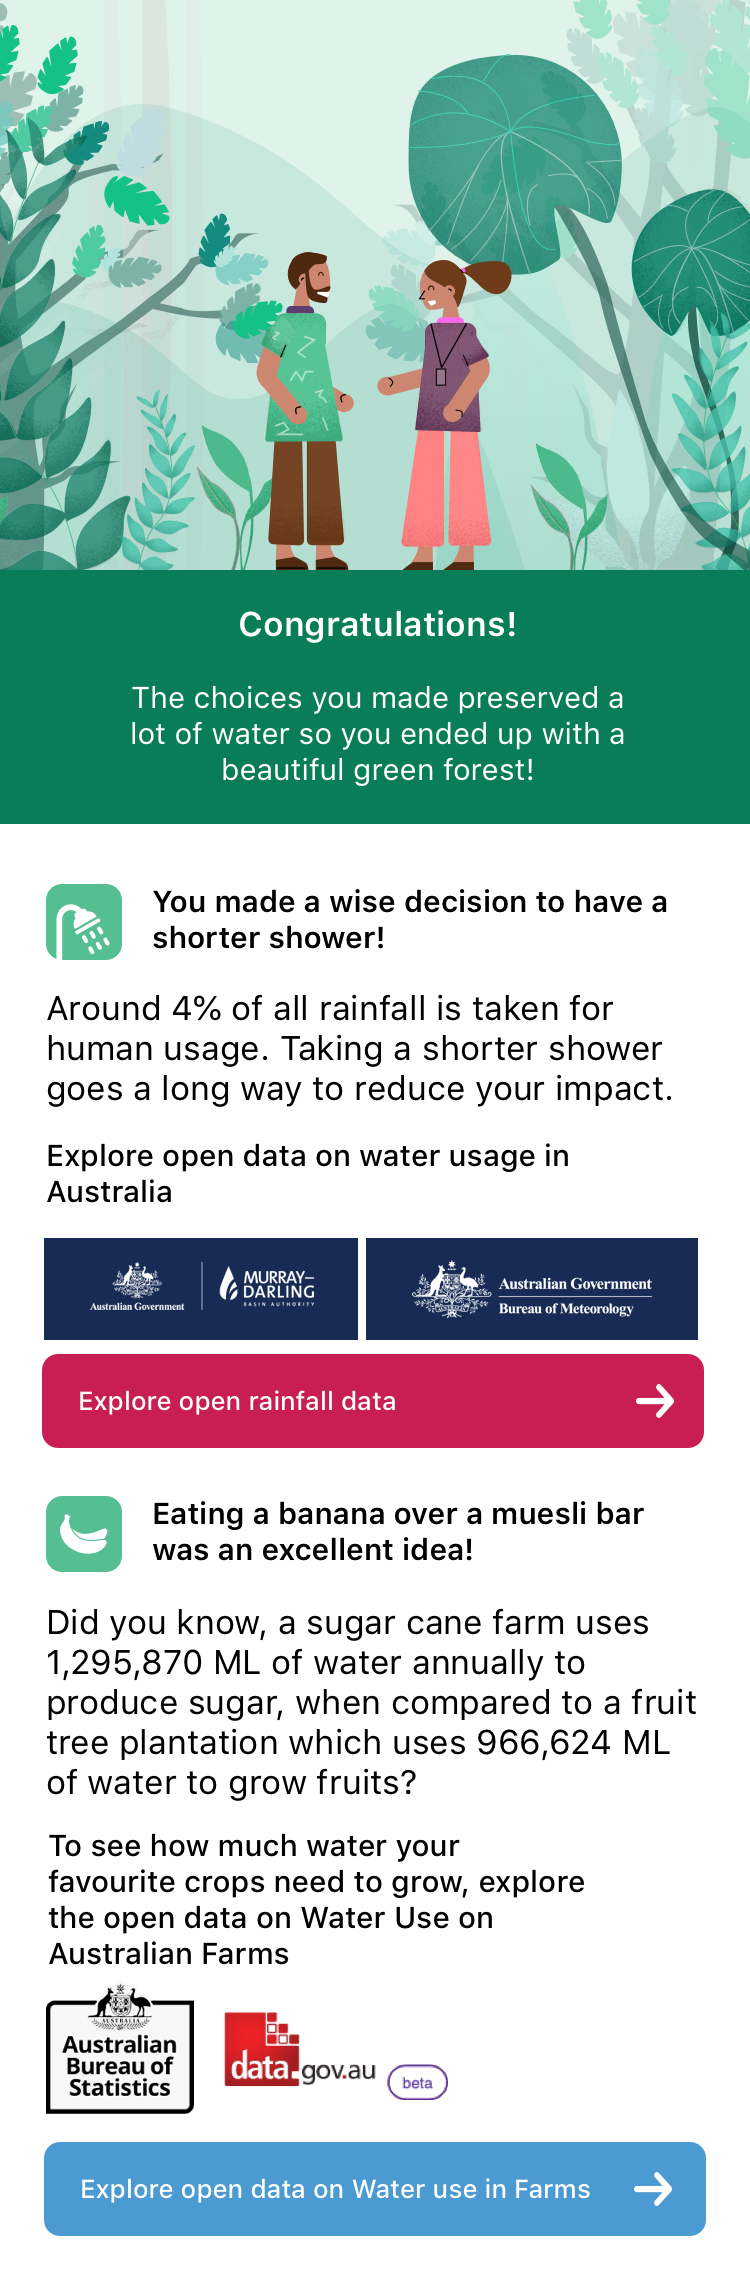 Congratulations!
The choices you made preserved a
lot of water so you ended up with a
beautiful green forest!
You made a wise decision to have a
shorter shower!
Around 4% of all rainfall is taken for
human usage. Taking a shorter shower
goes a long way to reduce your impact.
Explore open data on water usage in
Australia
Australian Government
MURRAY–
DARLING
BASIN AUTHORITY
Australian Government
Bureau of Meteorology
Explore open rainfall data
Eating a banana over a muesli bar
was an excellent idea!
Did you know, a sugar cane farm uses
1,295,870 ML of water annually to
produce sugar, when compared to a fruit
tree plantation which uses 966,624 ML
of water to grow fruits?
To see how much water your
favourite crops need to grow, explore
the open data on Water Use on
Australian Farms
AUSTRALIA
Australian
Bureau of
Statistics
data.gov.au
beta
Explore open data on Water use in Farms